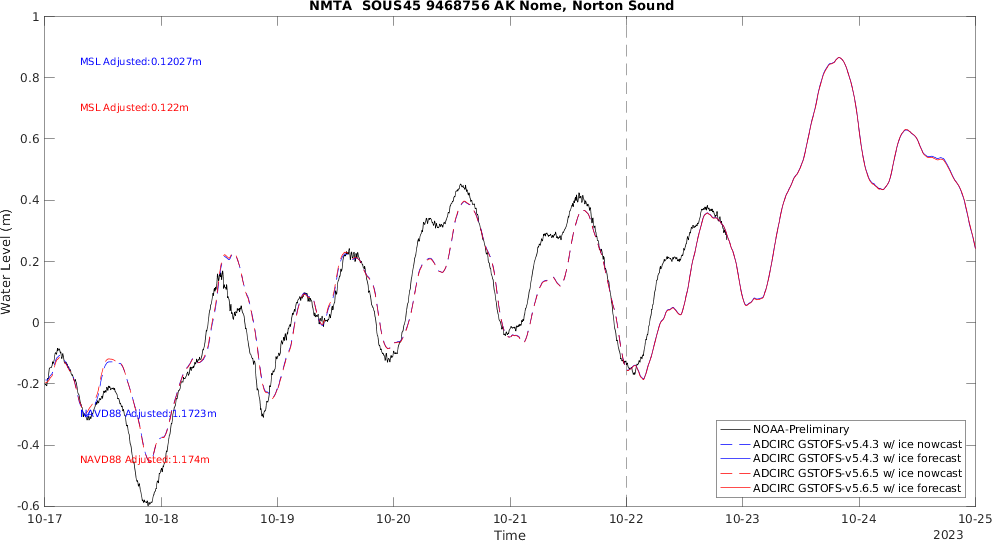 NMTA SOUS45 9468756 AK Nome, Norton Sound
1
MSL Adjusted:0.12027m
0.8
MSL Adjusted:0.122m
0.6
0.4
0.2
Water Level (m)
0
-0.2
NAVD88 Adjusted:1.1723m
-0.4
NAVD88 Adjusted:1.174m
-0.6
NOAA-Preliminary
ADCIRC GSTOFS-v5.4.3 w/ ice nowcast
ADCIRC GSTOFS-v5.4.3 w/ ice forecast
ADCIRC GSTOFS-v5.6.5 w/ ice nowcast
ADCIRC GSTOFS-v5.6.5 w/ ice forecast
10-17 10-18 10-19 10-20 10-21 10-22 10-23 10-24 10-25
Time
2023